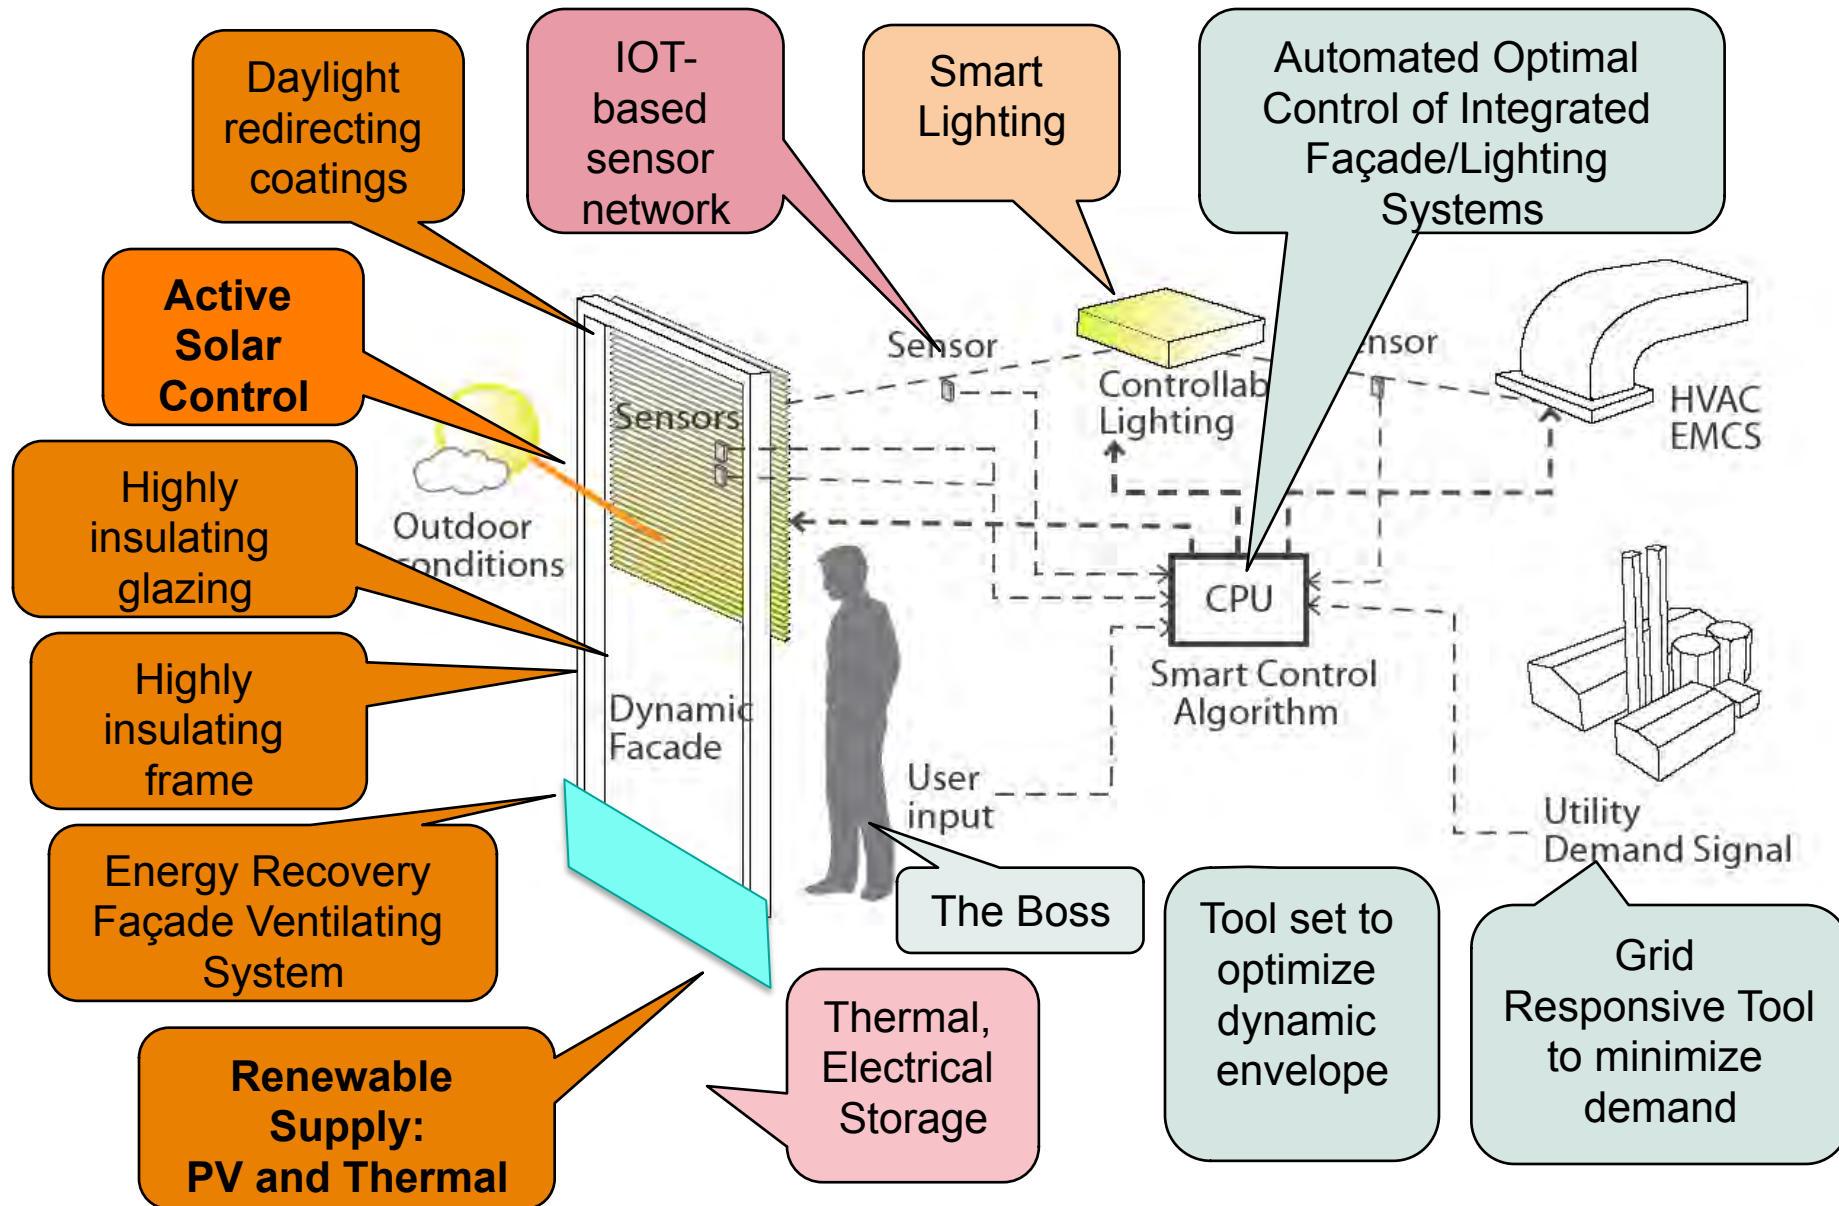 Daylight
redirecting
coatings
IOT-
based
sensor
network
Smart
Lighting
Automated Optimal
Control of Integrated
Façade/Lighting
Systems
Active
Solar
Control
Sensor
ensor
Controllab
Lighting
HVAC
EMCS
Sensors
Highly
insulating
glazing
Outdoor
onditions
CPU
Smart Control
Algorithm
Highly
insulating
frame
Dynamic
Facade
User
input
Utility
Demand Signal
Energy Recovery
Façade Ventilating
System
The Boss
Tool set to
optimize
dynamic
envelope
Grid
Responsive Tool
to minimize
demand
Thermal,
Electrical
Storage
Renewable
Supply:
PV and Thermal